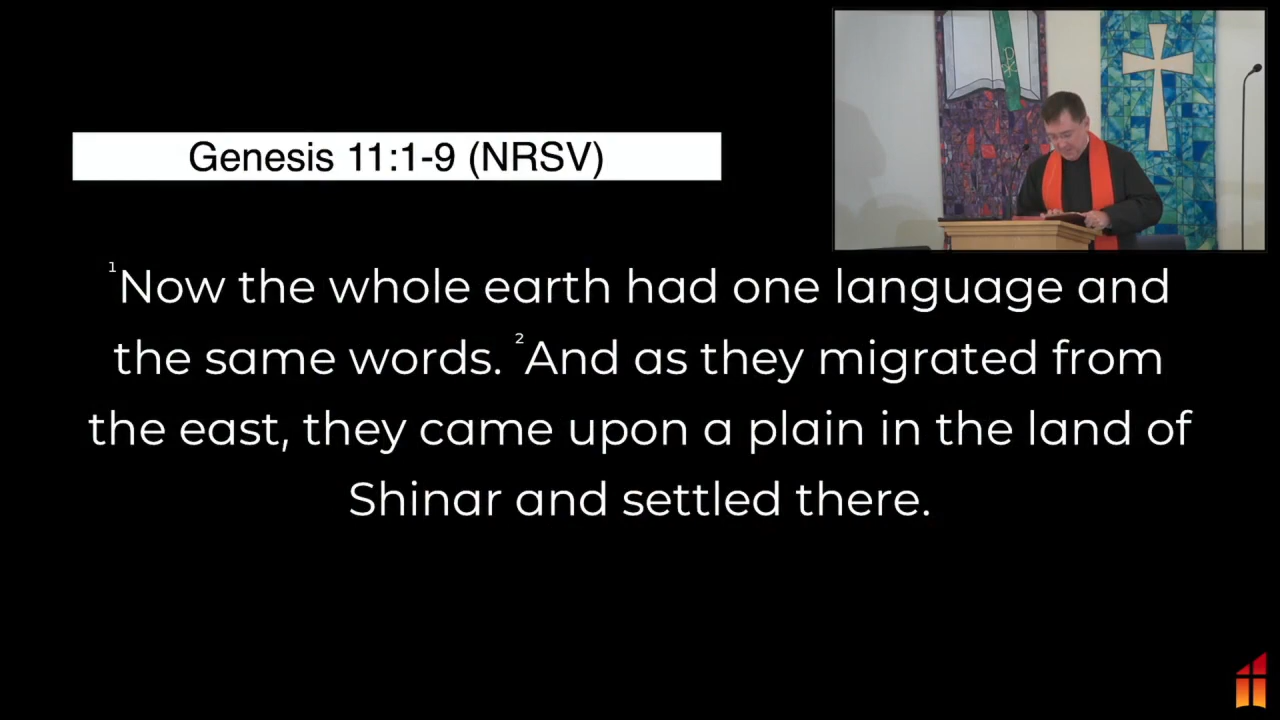 Genesis 11:1-9 (NRSV)
¹Now the whole earth had one language and
the same words. ²And as they migrated from
the east, they came upon a plain in the land of
Shinar and settled there.